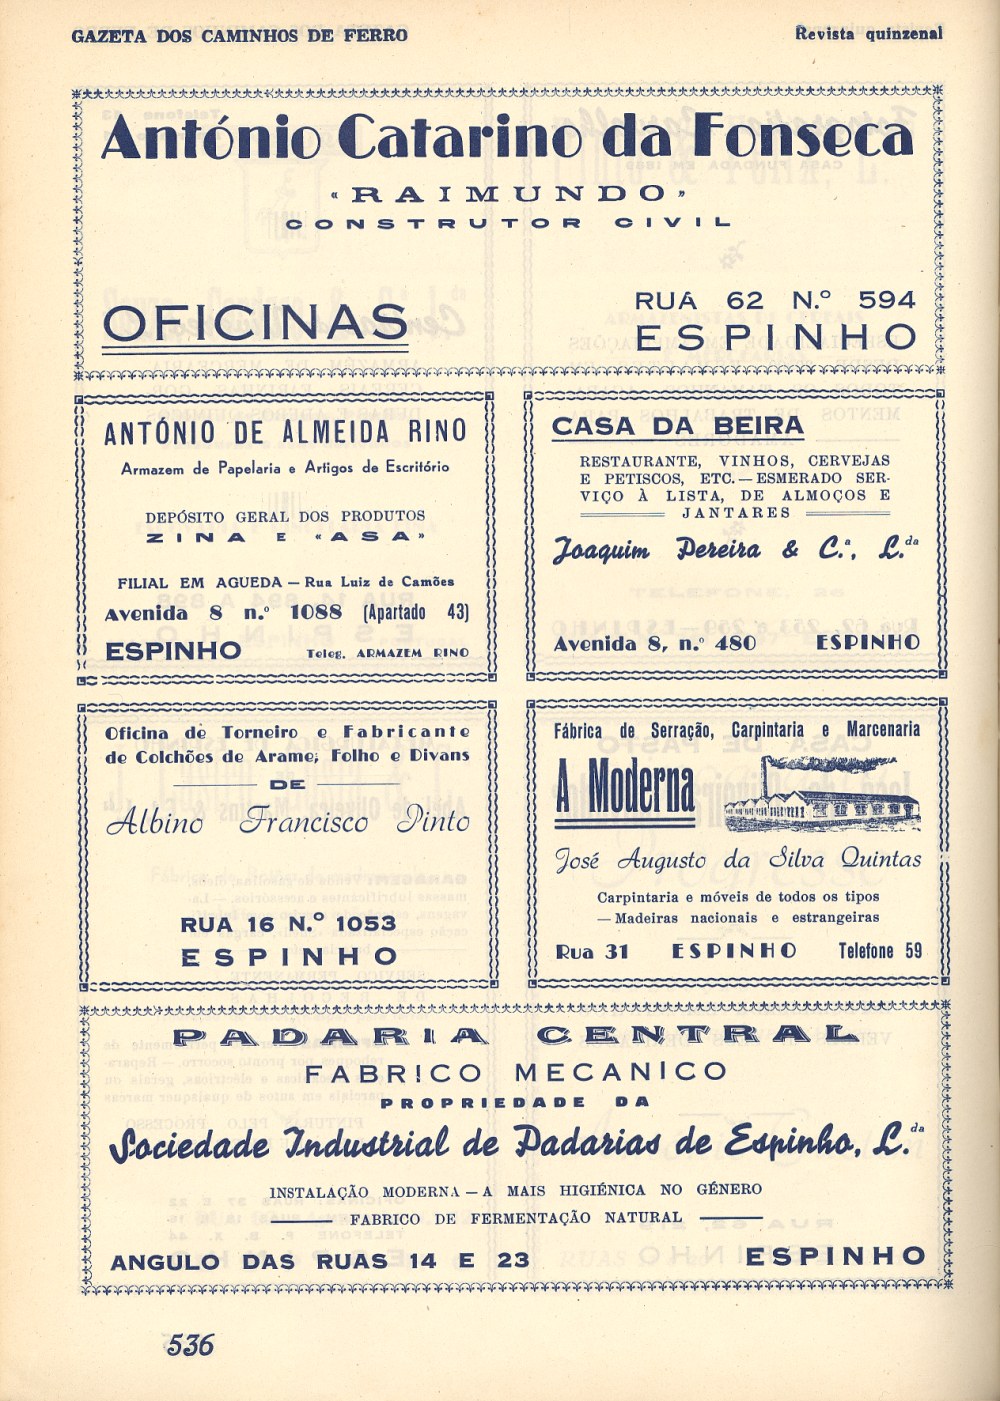 GAZETA DOS CAMINHOS DE FERRO
Revista quinzenal
António Catarino da Fonseca
«RAIMUNDO»
CONSTRUTOR CIVIL
OFICINAS
RUA 62 N.º 594
ESPINHO
ANTÓNIO DE ALMEIDA RINO
Armazem de Papelaria e Artigos de Escritório
DEPÓSITO GERAL DOS PRODUTOS
ZINA E «ASA»
FILIAL EM AGUEDA — Rua Luiz de Camões
Avenida 8 n.º 1088 (Apartado 43)
ESPINHO Teleg. ARMAZEM RINO
CASA DA BEIRA
RESTAURANTE, VINHOS, CERVEJAS
E PETISCOS, ETC. — ESMERADO SER-
VIÇO À LISTA, DE ALMOÇOS E
JANTARES
Joaquim Pereira & C.ª, L.da
Avenida 8, n.º 480 ESPINHO
Oficina de Torneiro e Fabricante
de Colchões de Arame, Folho e Divans
DE
Albino Francisco Pinto
RUA 16 N.º 1053
ESPINHO
Fábrica de Serração, Carpintaria e Marcenaria
A Moderna
José Augusto da Silva Quintas
Carpintaria e móveis de todos os tipos
— Madeiras nacionais e estrangeiras
Rua 31 ESPINHO Telefone 59
PADARIA CENTRAL
FABRICO MECANICO
PROPRIEDADE DA
Sociedade Industrial de Padarias de Espinho, L.da
INSTALAÇÃO MODERNA — A MAIS HIGIÉNICA NO GÉNERO
FABRICO DE FERMENTAÇÃO NATURAL
ANGULO DAS RUAS 14 E 23 ESPINHO
536